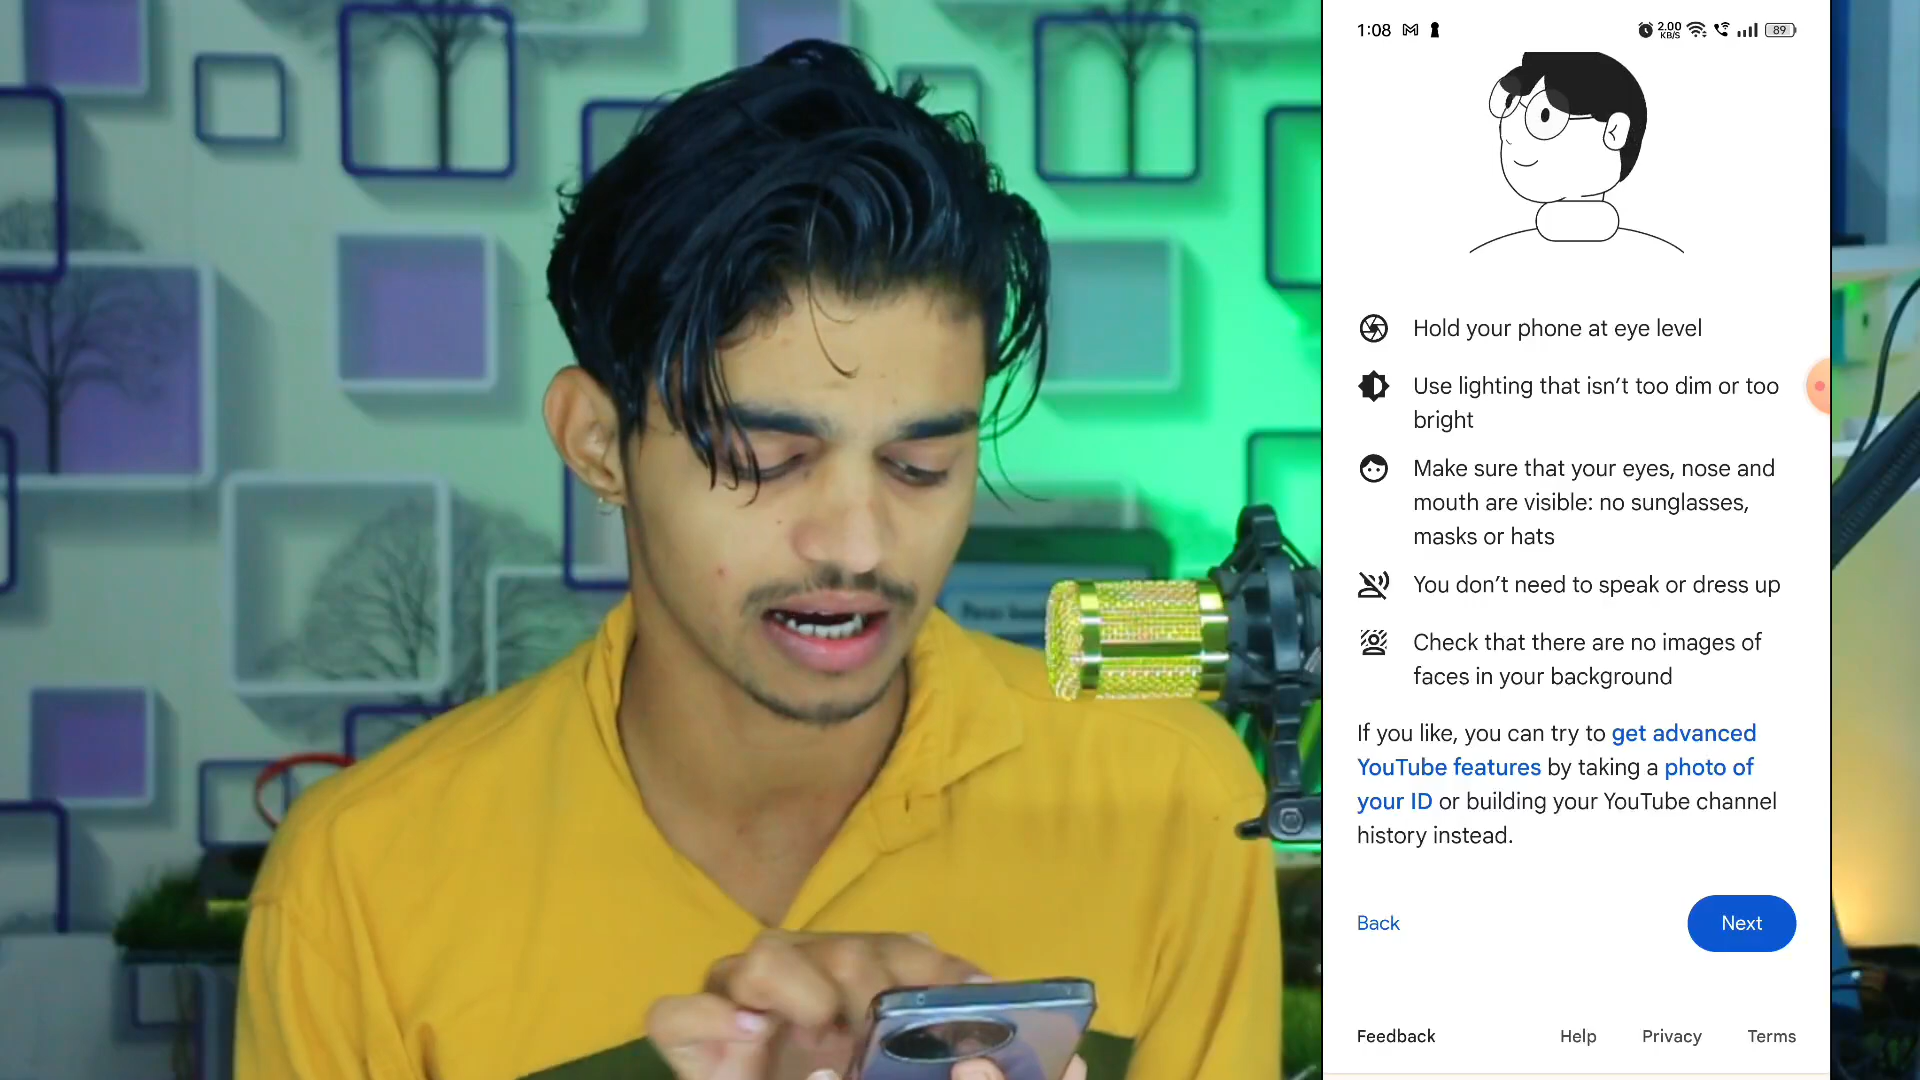 1:08
2.00
KB/S
89
Hold your phone at eye level
Use lighting that isn’t too dim or too
bright
Make sure that your eyes, nose and
mouth are visible: no sunglasses,
masks or hats
You don’t need to speak or dress up
Check that there are no images of
faces in your background
If you like, you can try to get advanced
YouTube features by taking a photo of
your ID or building your YouTube channel
history instead.
Back
Next
Feedback
Help
Privacy
Terms